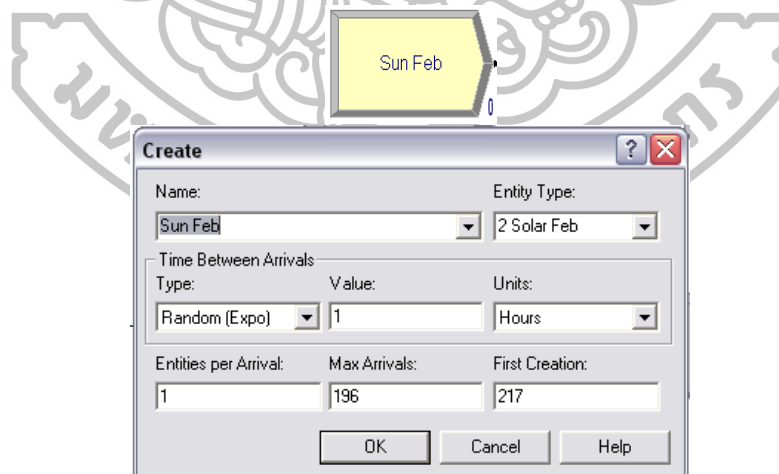 Sun Feb
0
Create
Name: Entity Type:
Sun Feb 2 Solar Feb
Time Between Arrivals
Type: Value: Units:
Random (Expo) 1 Hours
Entities per Arrival: Max Arrivals: First Creation:
1 196 217
OK Cancel Help